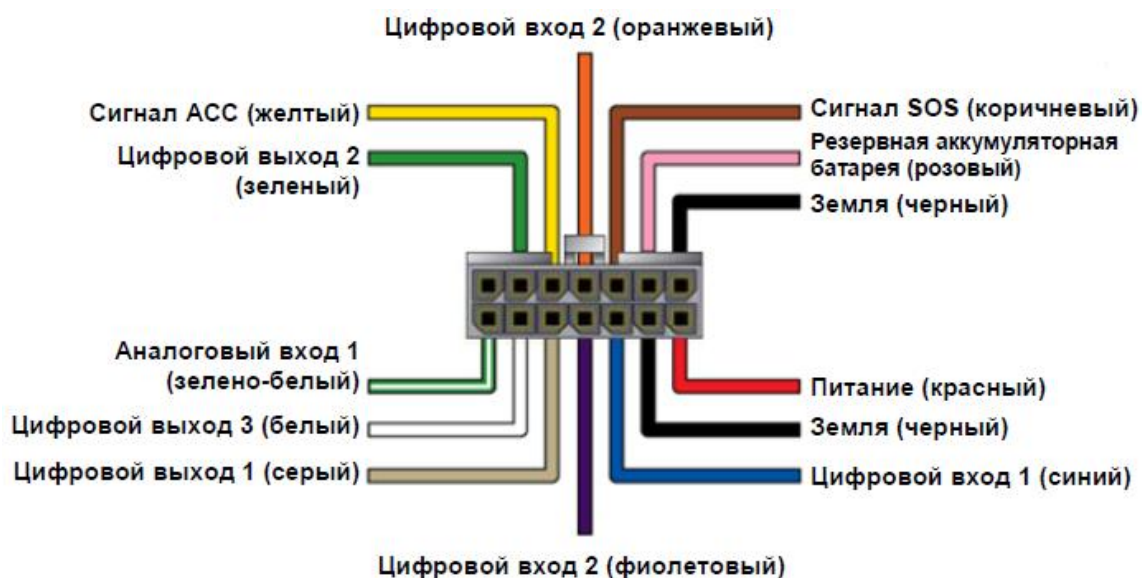 Цифровой вход 2 (оранжевый)
Сигнал ACC (желтый)
Цифровой выход 2
(зеленый)
Сигнал SOS (коричневый)
Резервная аккумуляторная
батарея (розовый)
Земля (черный)
Аналоговый вход 1
(зелено-белый)
Цифровой выход 3 (белый)
Цифровой выход 1 (серый)
Питание (красный)
Земля (черный)
Цифровой вход 1 (синий)
Цифровой вход 2 (фиолетовый)